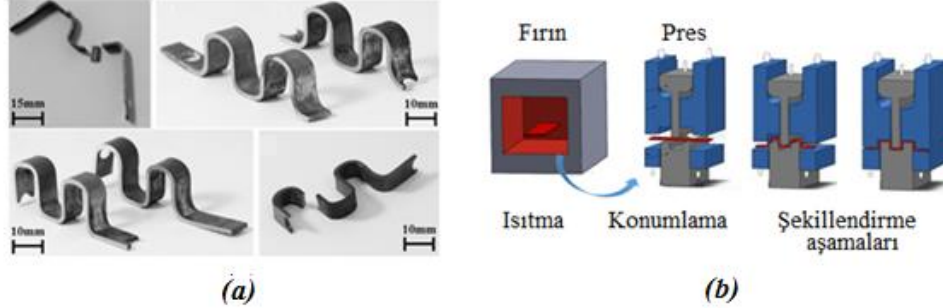 15mm
10mm
10mm
10mm
(a)
Fırın
Pres
Isıtma
Konumlama
Şekillendirme
aşamaları
(b)